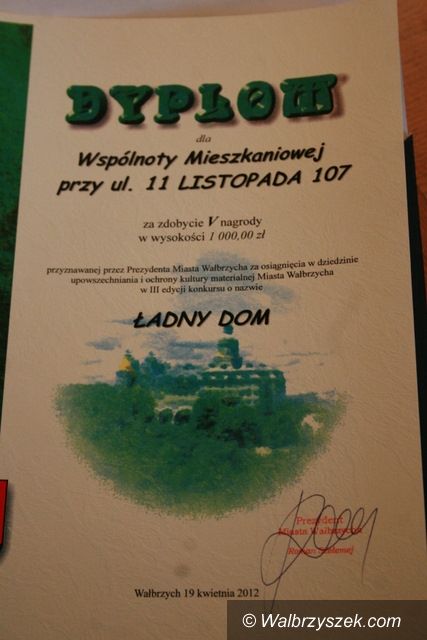 DYPLOM
dla
Wspólnoty Mieszkaniowej
przy ul. 11 LISTOPADA 107
za zdobycie V nagrody
w wysokości 1 000,00 zł
przyznawanej przez Prezydenta Miasta Wałbrzycha za osiągnięcia w dziedzinie
upowszechniania i ochrony kultury materialnej Miasta Wałbrzycha
w III edycji konkursu o nazwie
ŁADNY DOM
Prezydent
Miasta Wałbrzycha
Roman Szełemej
Wałbrzych 19 kwietnia 2012
© Walbrzyszek.com